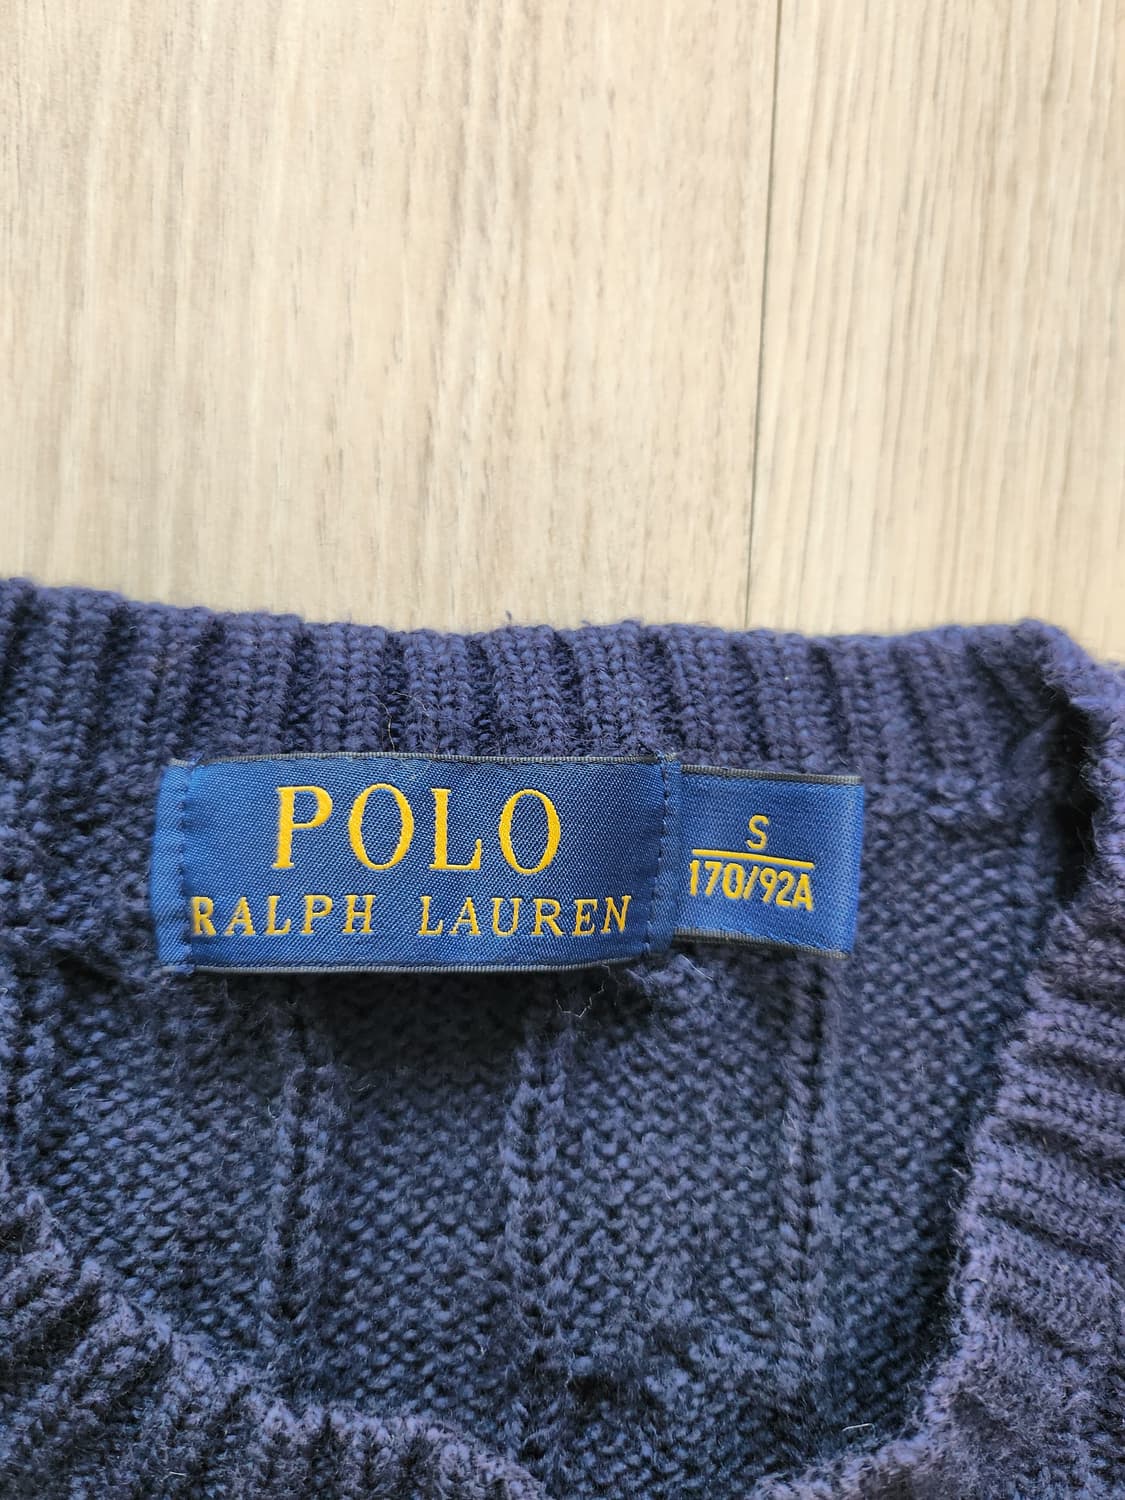 POLO
RALPH LAUREN
S
170/92A